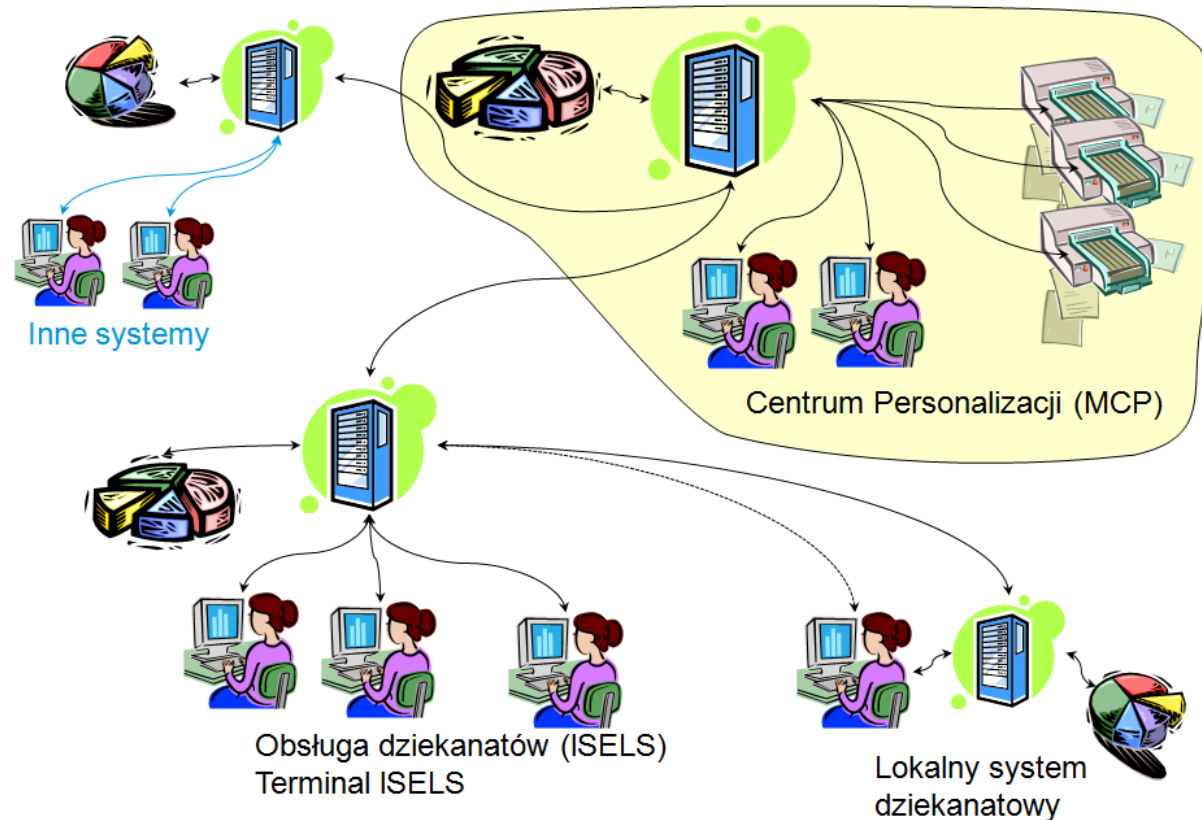 Inne systemy
Centrum Personalizacji (MCP)
Obsługa dziekanatów (ISELS)
Terminal ISELS
Lokalny system
dziekanatowy